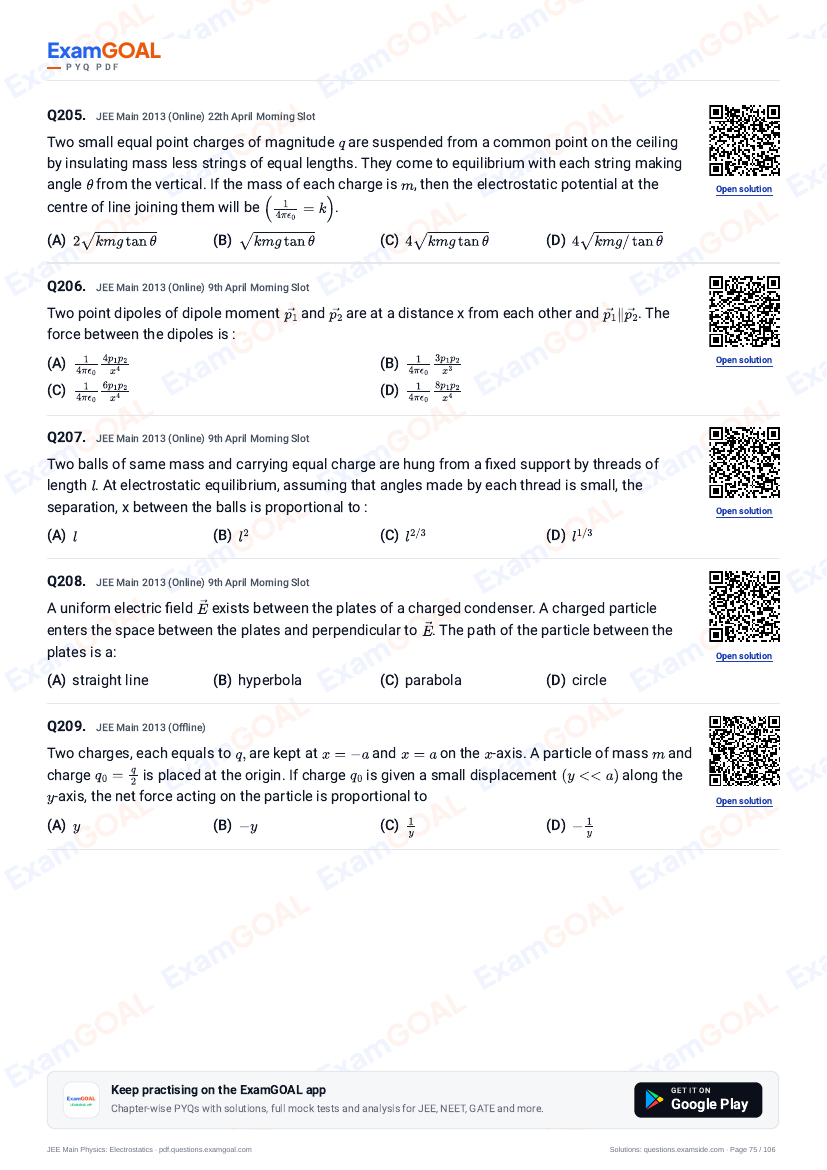 ExamGOAL
PYQ PDF
Q205. JEE Main 2013 (Online) 22th April Morning Slot
Two small equal point charges of magnitude q are suspended from a common point on the ceiling
by insulating mass less strings of equal lengths. They come to equilibrium with each string making
angle θ from the vertical. If the mass of each charge is m, then the electrostatic potential at the
centre of line joining them will be (1/4πϵ₀ = k).
(A) 2√(kmg tan θ) (B) √(kmg tan θ) (C) 4√(kmg tan θ) (D) 4√(kmg/ tan θ)
Open solution
Q206. JEE Main 2013 (Online) 9th April Morning Slot
Two point dipoles of dipole moment p⃗₁ and p⃗₂ are at a distance x from each other and p⃗₁∥p⃗₂. The
force between the dipoles is :
(A) 1/4πϵ₀ 4p₁p₂/x⁴ (B) 1/4πϵ₀ 3p₁p₂/x³
(C) 1/4πϵ₀ 6p₁p₂/x⁴ (D) 1/4πϵ₀ 8p₁p₂/x⁴
Open solution
Q207. JEE Main 2013 (Online) 9th April Morning Slot
Two balls of same mass and carrying equal charge are hung from a fixed support by threads of
length l. At electrostatic equilibrium, assuming that angles made by each thread is small, the
separation, x between the balls is proportional to :
(A) l (B) l² (C) l^2/3 (D) l^1/3
Open solution
Q208. JEE Main 2013 (Online) 9th April Morning Slot
A uniform electric field E⃗ exists between the plates of a charged condenser. A charged particle
enters the space between the plates and perpendicular to E⃗. The path of the particle between the
plates is a:
(A) straight line (B) hyperbola (C) parabola (D) circle
Open solution
Q209. JEE Main 2013 (Offline)
Two charges, each equals to q, are kept at x = −a and x = a on the x-axis. A particle of mass m and
charge q₀ = q/2 is placed at the origin. If charge q₀ is given a small displacement (y << a) along the
y-axis, the net force acting on the particle is proportional to
(A) y (B) −y (C) 1/y (D) −1/y
Open solution
ExamGOAL
Keep practising on the ExamGOAL app
Chapter-wise PYQs with solutions, full mock tests and analysis for JEE, NEET, GATE and more.
GET IT ON
Google Play
JEE Main Physics: Electrostatics · pdf.questions.examgoal.com
Solutions: questions.examside.com · Page 75 / 106